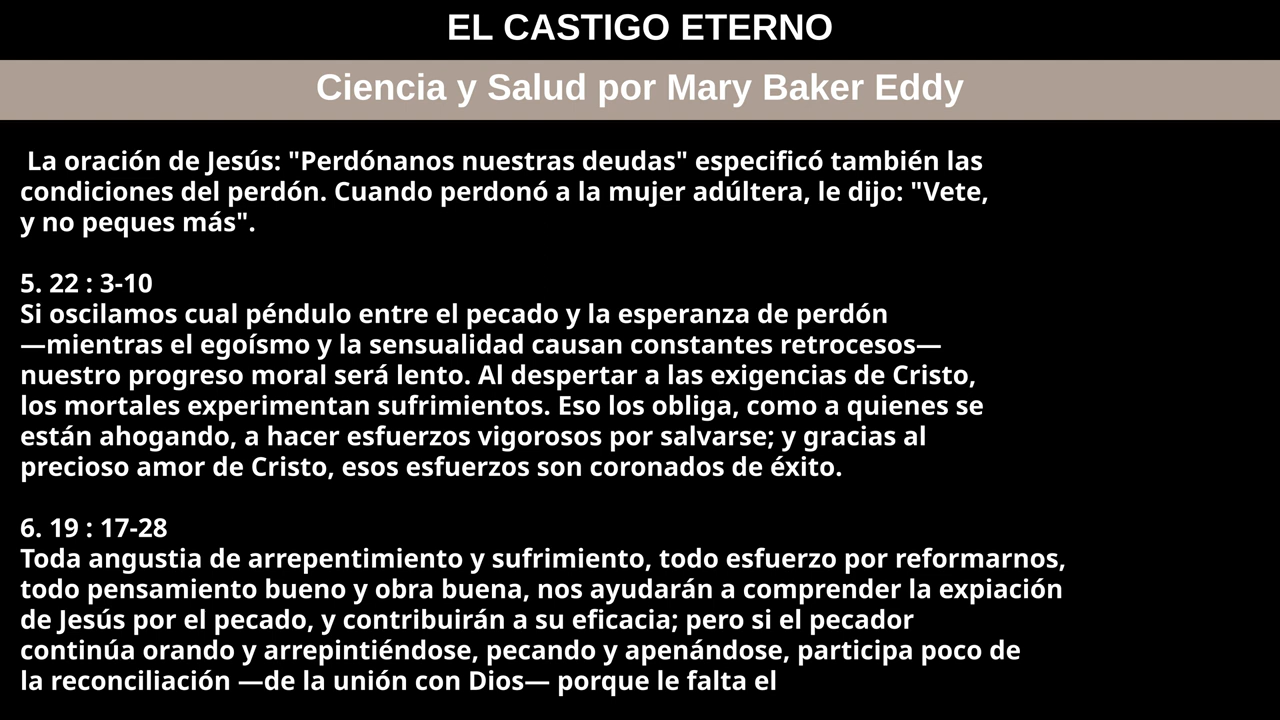 EL CASTIGO ETERNO
Ciencia y Salud por Mary Baker Eddy
La oración de Jesús: "Perdónanos nuestras deudas" especificó también las
condiciones del perdón. Cuando perdonó a la mujer adúltera, le dijo: "Vete,
y no peques más".
5. 22 : 3-10
Si oscilamos cual péndulo entre el pecado y la esperanza de perdón
—mientras el egoísmo y la sensualidad causan constantes retrocesos—
nuestro progreso moral será lento. Al despertar a las exigencias de Cristo,
los mortales experimentan sufrimientos. Eso los obliga, como a quienes se
están ahogando, a hacer esfuerzos vigorosos por salvarse; y gracias al
precioso amor de Cristo, esos esfuerzos son coronados de éxito.
6. 19 : 17-28
Toda angustia de arrepentimiento y sufrimiento, todo esfuerzo por reformarnos,
todo pensamiento bueno y obra buena, nos ayudarán a comprender la expiación
de Jesús por el pecado, y contribuirán a su eficacia; pero si el pecador
continúa orando y arrepintiéndose, pecando y apenándose, participa poco de
la reconciliación —de la unión con Dios— porque le falta el